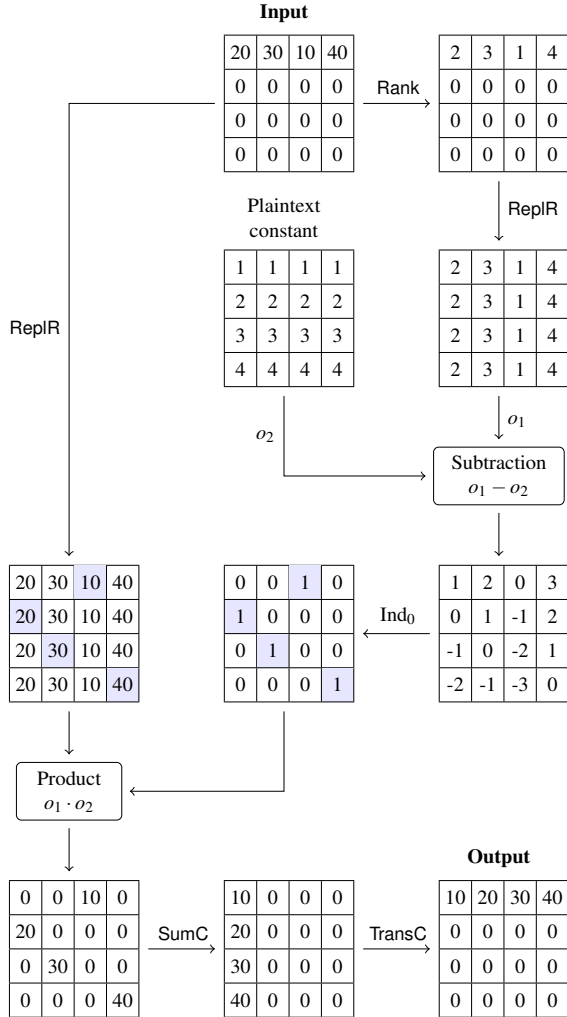 Input
20 30 10 40
0 0 0 0
0 0 0 0
0 0 0 0
Rank
2 3 1 4
0 0 0 0
0 0 0 0
0 0 0 0
ReplR
Plaintext
constant
1 1 1 1
2 2 2 2
3 3 3 3
4 4 4 4
2 3 1 4
2 3 1 4
2 3 1 4
2 3 1 4
ReplR
o₂
o₁
Subtraction
o₁ − o₂
20 30 10 40
20 30 10 40
20 30 10 40
20 30 10 40
0 0 1 0
1 0 0 0
0 1 0 0
0 0 0 1
Ind₀
1 2 0 3
0 1 -1 2
-1 0 -2 1
-2 -1 -3 0
Product
o₁ · o₂
0 0 10 0
20 0 0 0
0 30 0 0
0 0 0 40
SumC
10 0 0 0
20 0 0 0
30 0 0 0
40 0 0 0
TransC
Output
10 20 30 40
0 0 0 0
0 0 0 0
0 0 0 0